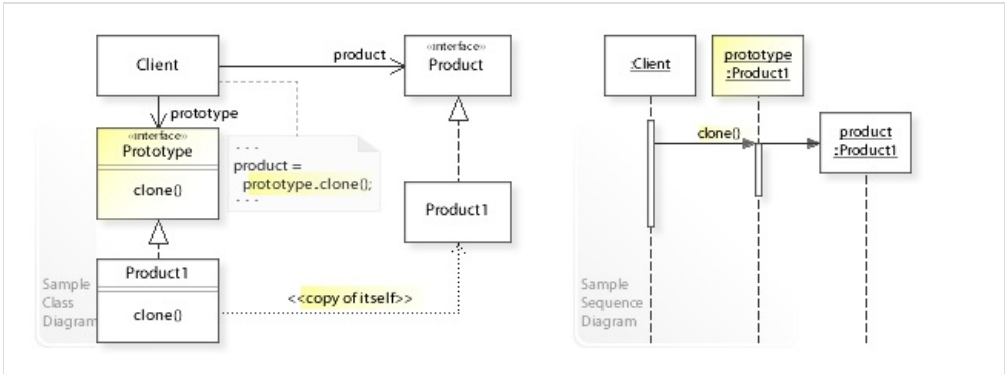 Client
product
«interface»
Product
prototype
«interface»
Prototype
clone()
. . .
product =
prototype.clone();
. . .
Product1
Product1
clone()
<<copy of itself>>
Sample
Class
Diagram
:Client
prototype
:Product1
clone()
product
:Product1
Sample
Sequence
Diagram